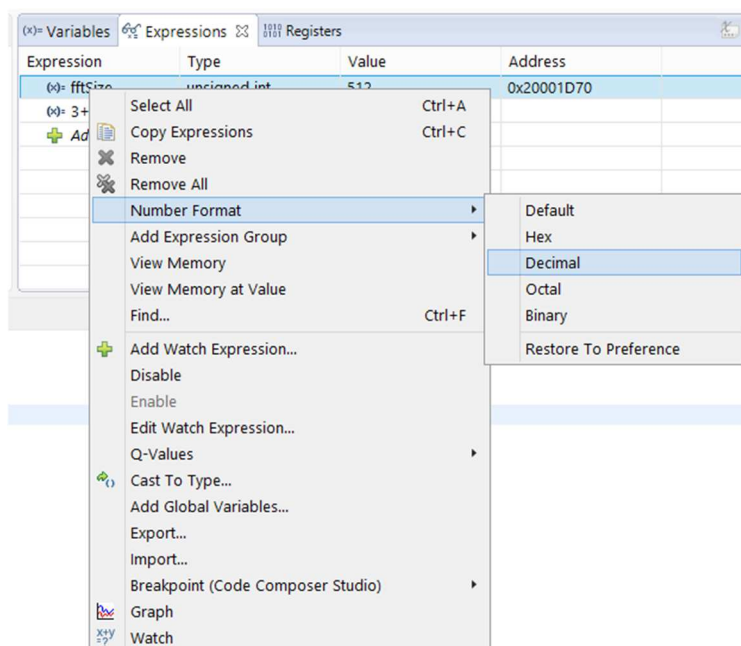 (x)= Variables Expressions 1010 0101 Registers
Expression Type Value Address
(x)= fftSize unsigned int 512 0x20001D70
(x)= 3+
Ad
Select All Ctrl+A
Copy Expressions Ctrl+C
Remove
Remove All
Number Format
Add Expression Group
View Memory
View Memory at Value
Find... Ctrl+F
Add Watch Expression...
Disable
Enable
Edit Watch Expression...
Q-Values
Cast To Type...
Add Global Variables...
Export...
Import...
Breakpoint (Code Composer Studio)
Graph
x+y =? Watch
Default
Hex
Decimal
Octal
Binary
Restore To Preference